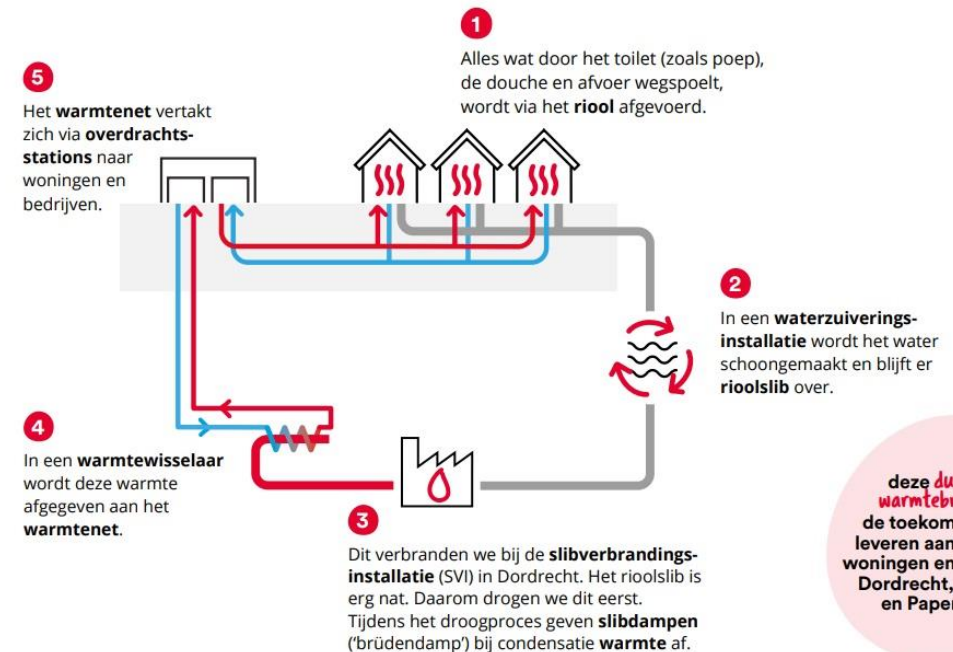 1
Alles wat door het toilet (zoals poep),
de douche en afvoer wegspoelt,
wordt via het riool afgevoerd.
2
In een waterzuiverings-
installatie wordt het water
schoongemaakt en blijft er
rioolslib over.
3
Dit verbranden we bij de slibverbrandings-
installatie (SVI) in Dordrecht. Het rioolslib is
erg nat. Daarom drogen we dit eerst.
Tijdens het droogproces geven slibdampen
(‘brüdendamp’) bij condensatie warmte af.
4
In een warmtewisselaar
wordt deze warmte
afgegeven aan het
warmtenet.
5
Het warmtenet vertakt
zich via overdrachts-
stations naar
woningen en
bedrijven.
deze
de
leveren
woningen
Dordrecht,
en